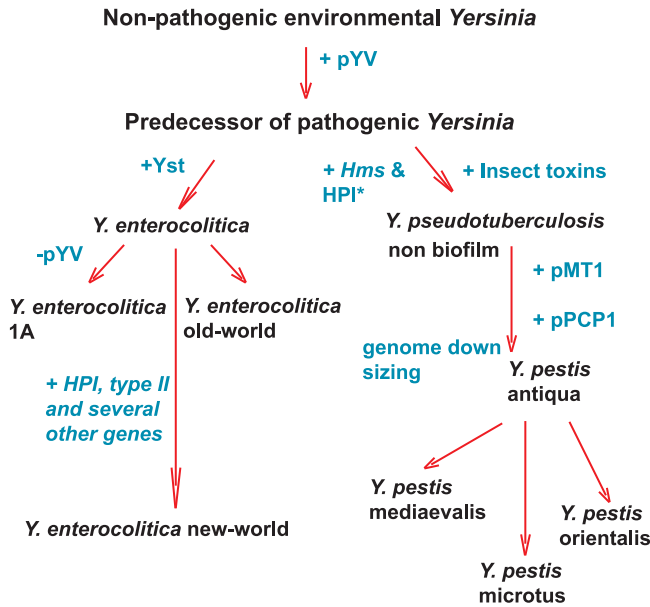 Non-pathogenic environmental Yersinia
+ pYV
Predecessor of pathogenic Yersinia
+Yst
+ Hms &
HPI*
+ Insect toxins
Y. enterocolitica
Y. pseudotuberculosis
non biofilm
-pYV
+ pMT1
Y. enterocolitica
1A
Y. enterocolitica
old-world
+ pPCP1
genome down
sizing
+ HPI, type II
and several
other genes
Y. pestis
antiqua
Y. pestis
mediaevalis
Y. pestis
orientalis
Y. enterocolitica new-world
Y. pestis
microtus